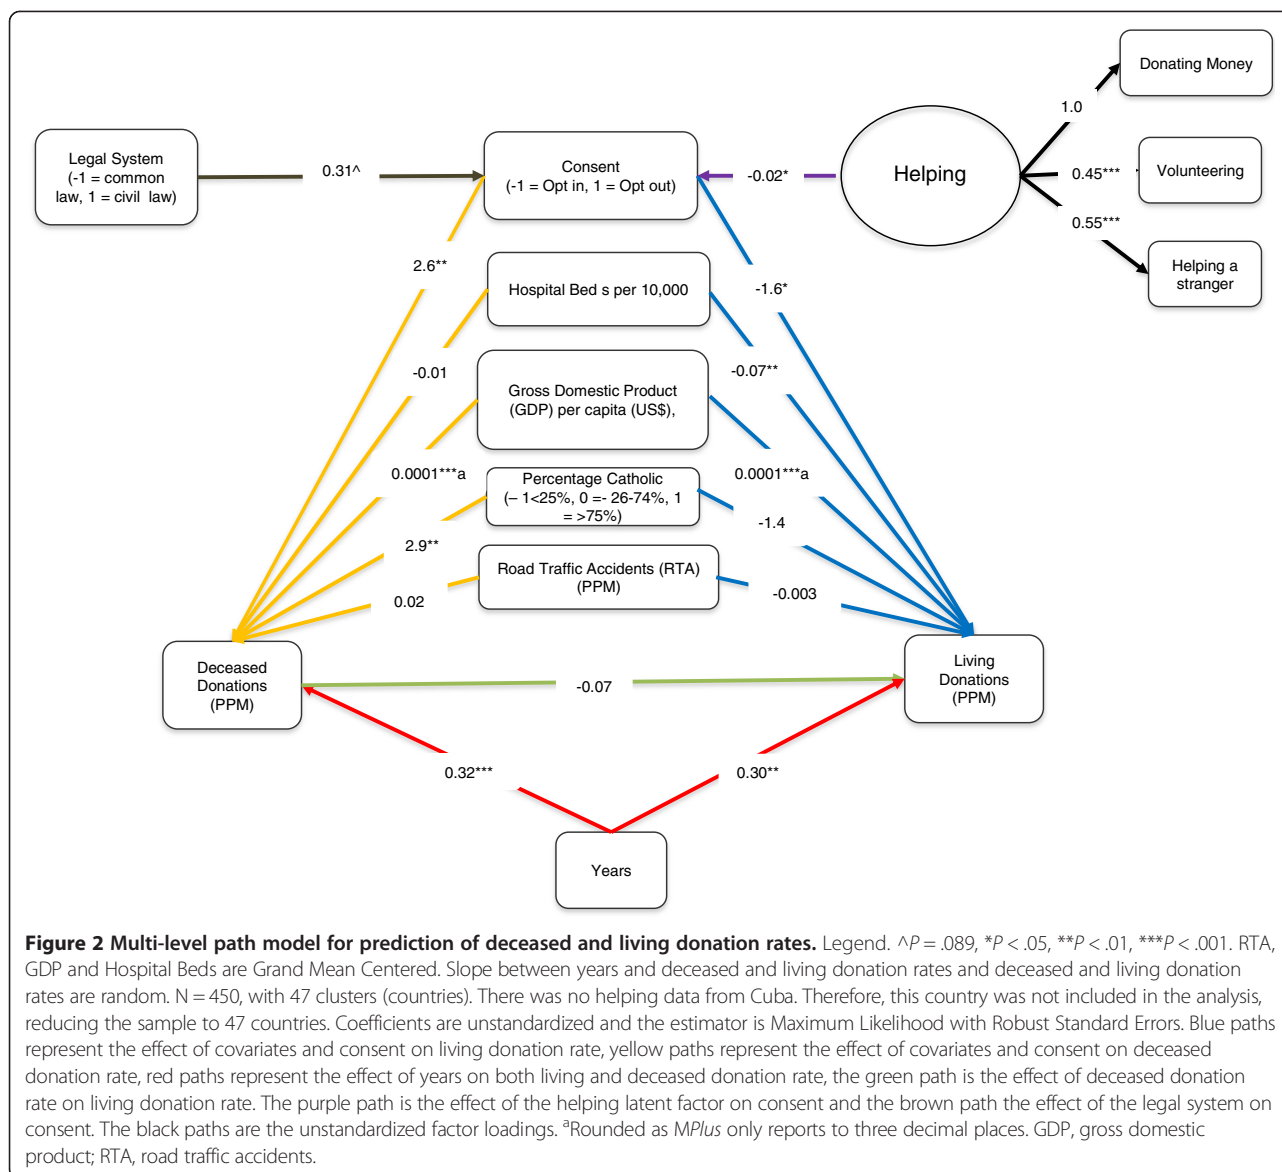 Donating Money
1.0
Legal System
(-1 = common
law, 1 = civil law)
0.31^
Consent
(-1 = Opt in, 1 = Opt out)
-0.02*
Helping
0.45***
Volunteering
0.55***
Helping a
stranger
2.6**
Hospital Bed s per 10,000
-1.6*
-0.01
Gross Domestic Product
(GDP) per capita (US$),
-0.07**
0.0001***a
Percentage Catholic
(– 1<25%, 0 =- 26-74%, 1
= >75%)
0.0001***a
2.9**
-1.4
Road Traffic Accidents (RTA)
(PPM)
0.02
-0.003
Deceased
Donations
(PPM)
-0.07
Living
Donations
(PPM)
0.32***
0.30**
Years
Figure 2 Multi-level path model for prediction of deceased and living donation rates. Legend. ^P = .089, *P < .05, **P < .01, ***P < .001. RTA,
GDP and Hospital Beds are Grand Mean Centered. Slope between years and deceased and living donation rates and deceased and living donation
rates are random. N = 450, with 47 clusters (countries). There was no helping data from Cuba. Therefore, this country was not included in the analysis,
reducing the sample to 47 countries. Coefficients are unstandardized and the estimator is Maximum Likelihood with Robust Standard Errors. Blue paths
represent the effect of covariates and consent on living donation rate, yellow paths represent the effect of covariates and consent on deceased
donation rate, red paths represent the effect of years on both living and deceased donation rate, the green path is the effect of deceased donation
rate on living donation rate. The purple path is the effect of the helping latent factor on consent and the brown path the effect of the legal system on
consent. The black paths are the unstandardized factor loadings. ᵃRounded as MPlus only reports to three decimal places. GDP, gross domestic
product; RTA, road traffic accidents.